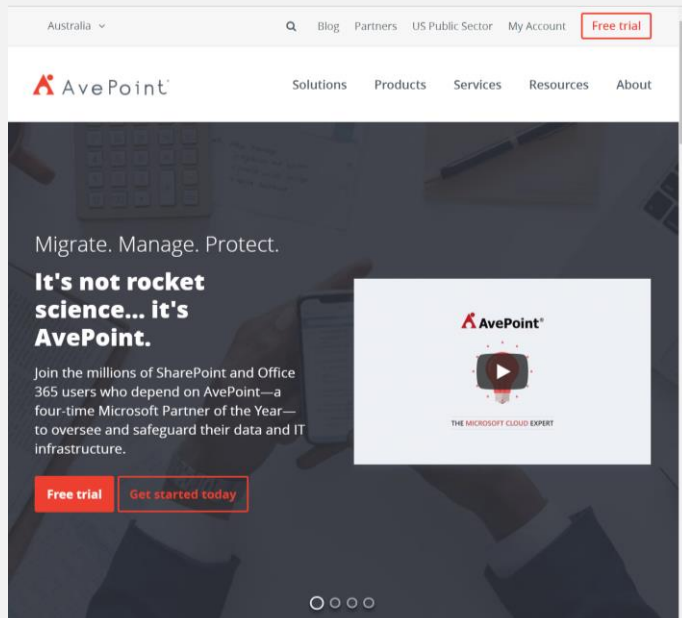 Australia
Blog Partners US Public Sector My Account Free trial
AvePoint
Solutions Products Services Resources About
Migrate. Manage. Protect.
It's not rocket
science... it's
AvePoint.
Join the millions of SharePoint and Office
365 users who depend on AvePoint—a
four-time Microsoft Partner of the Year—
to oversee and safeguard their data and IT
infrastructure.
Free trial Get started today
AvePoint®
THE MICROSOFT CLOUD EXPERT